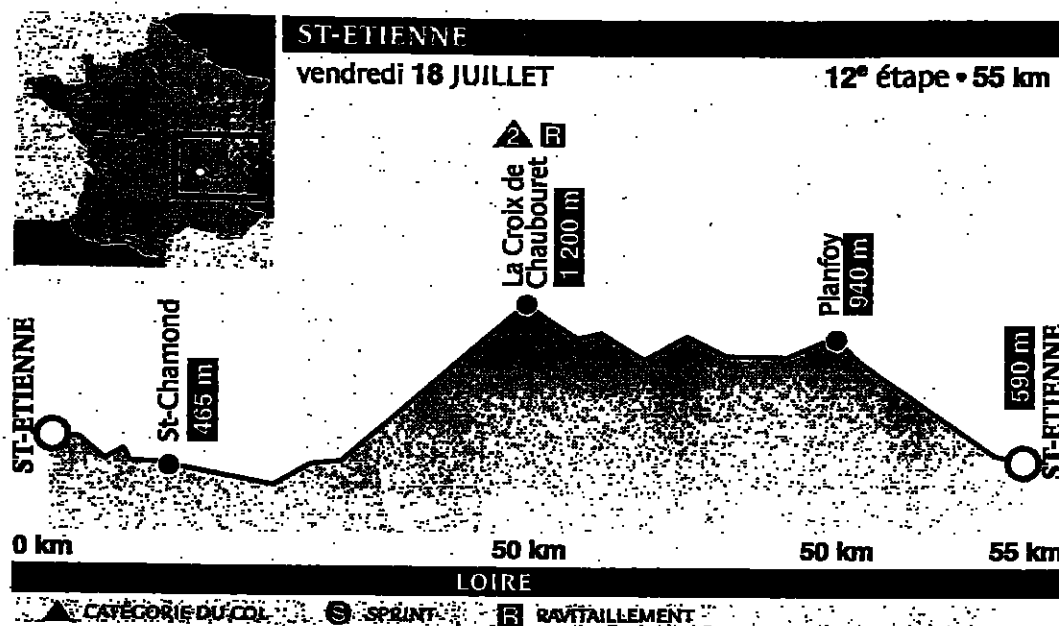 ST-ETIENNE
vendredi 18 JUILLET
12e étape • 55 km
2 R
La Croix de
Chaubouret
1 200 m
Planfoy
940 m
ST-ETIENNE
St-Chamond
465 m
590 m
ST-ETIENNE
0 km
50 km
50 km
55 km
LOIRE
CATÉGORIE DU COL
S SPRINT
R RAVITAILLEMENT